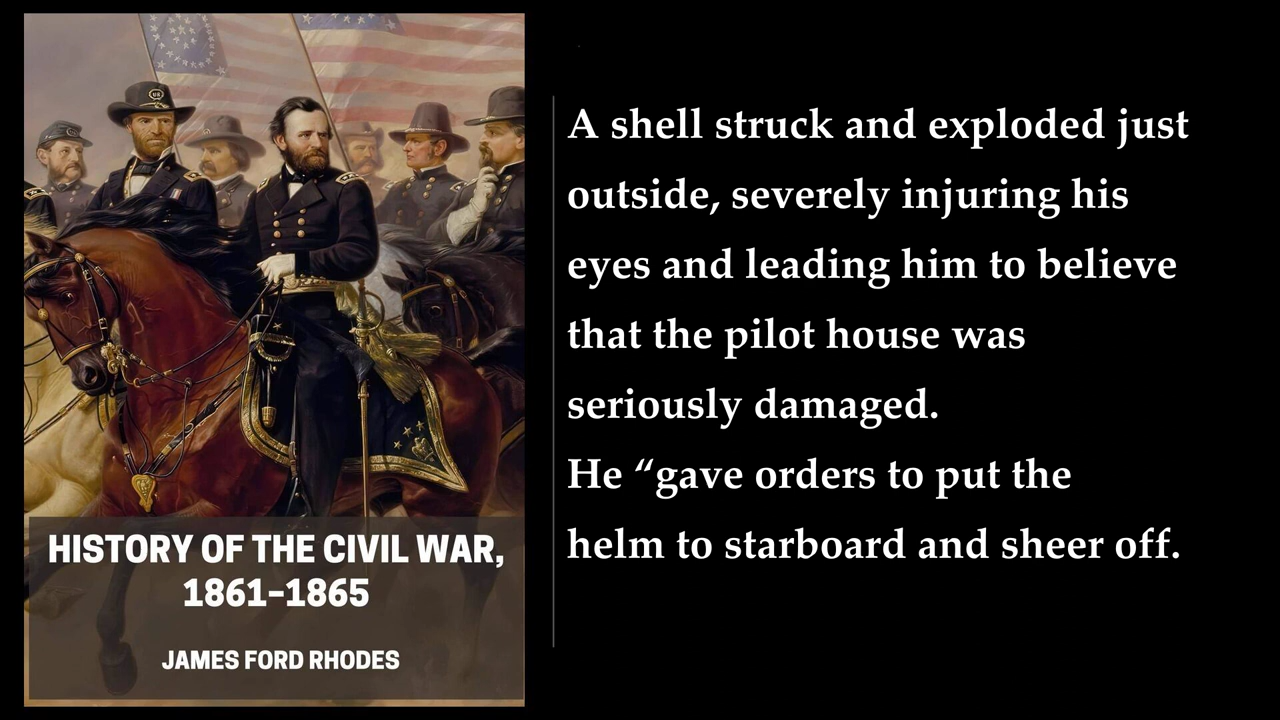 HISTORY OF THE CIVIL WAR,
1861–1865
JAMES FORD RHODES
A shell struck and exploded just
outside, severely injuring his
eyes and leading him to believe
that the pilot house was
seriously damaged.
He “gave orders to put the
helm to starboard and sheer off.